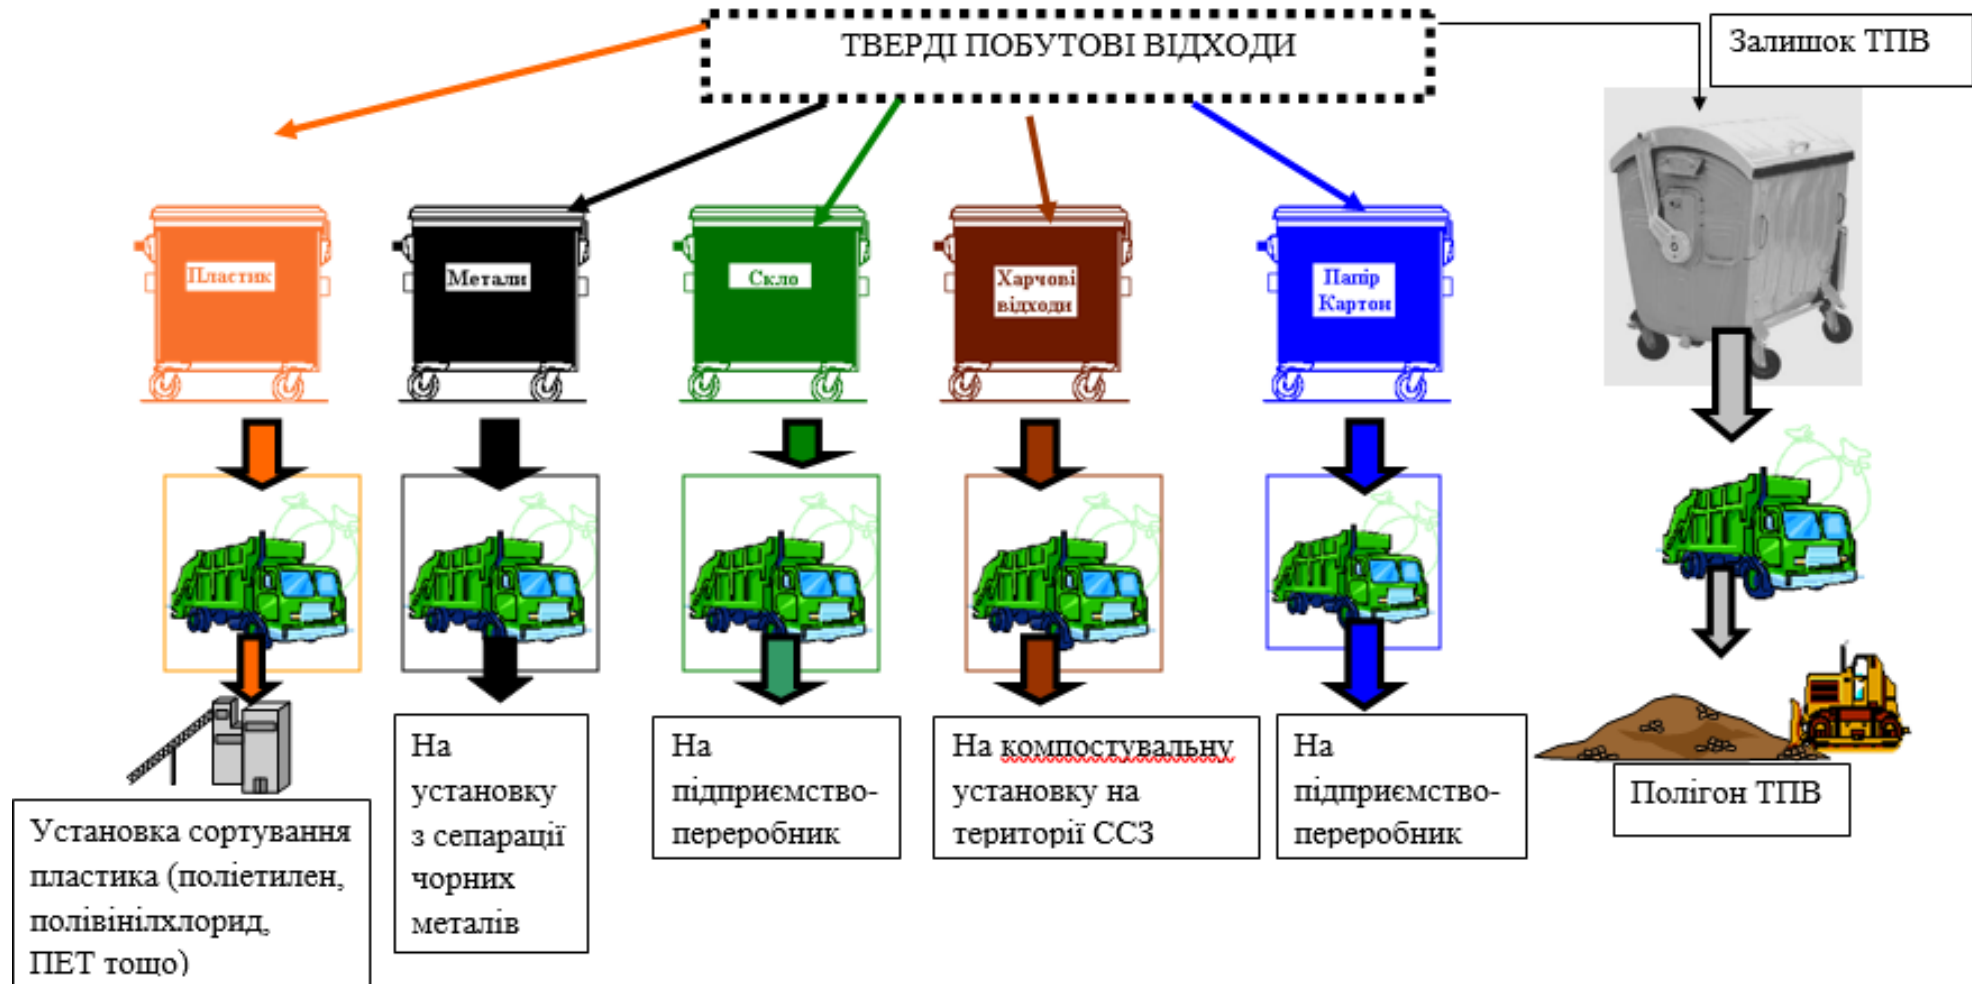 ТВЕРДІ ПОБУТОВІ ВІДХОДИ
Залишок ТПВ
Пластик
Метали
Скло
Харчові
відходи
Папір
Картон
Установка сортування
пластика (поліетилен,
полівінілхлорид,
ПЕТ тощо)
На
установку
з сепарації
чорних
металів
На
підприємство-
переробник
На компостувальну
установку на
території ССЗ
На
підприємство-
переробник
Полігон ТПВ